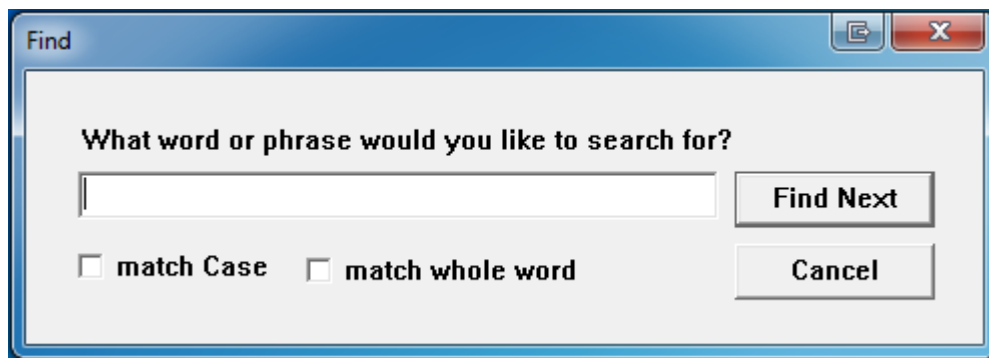 Find
What word or phrase would you like to search for?
Find Next
match Case match whole word
Cancel